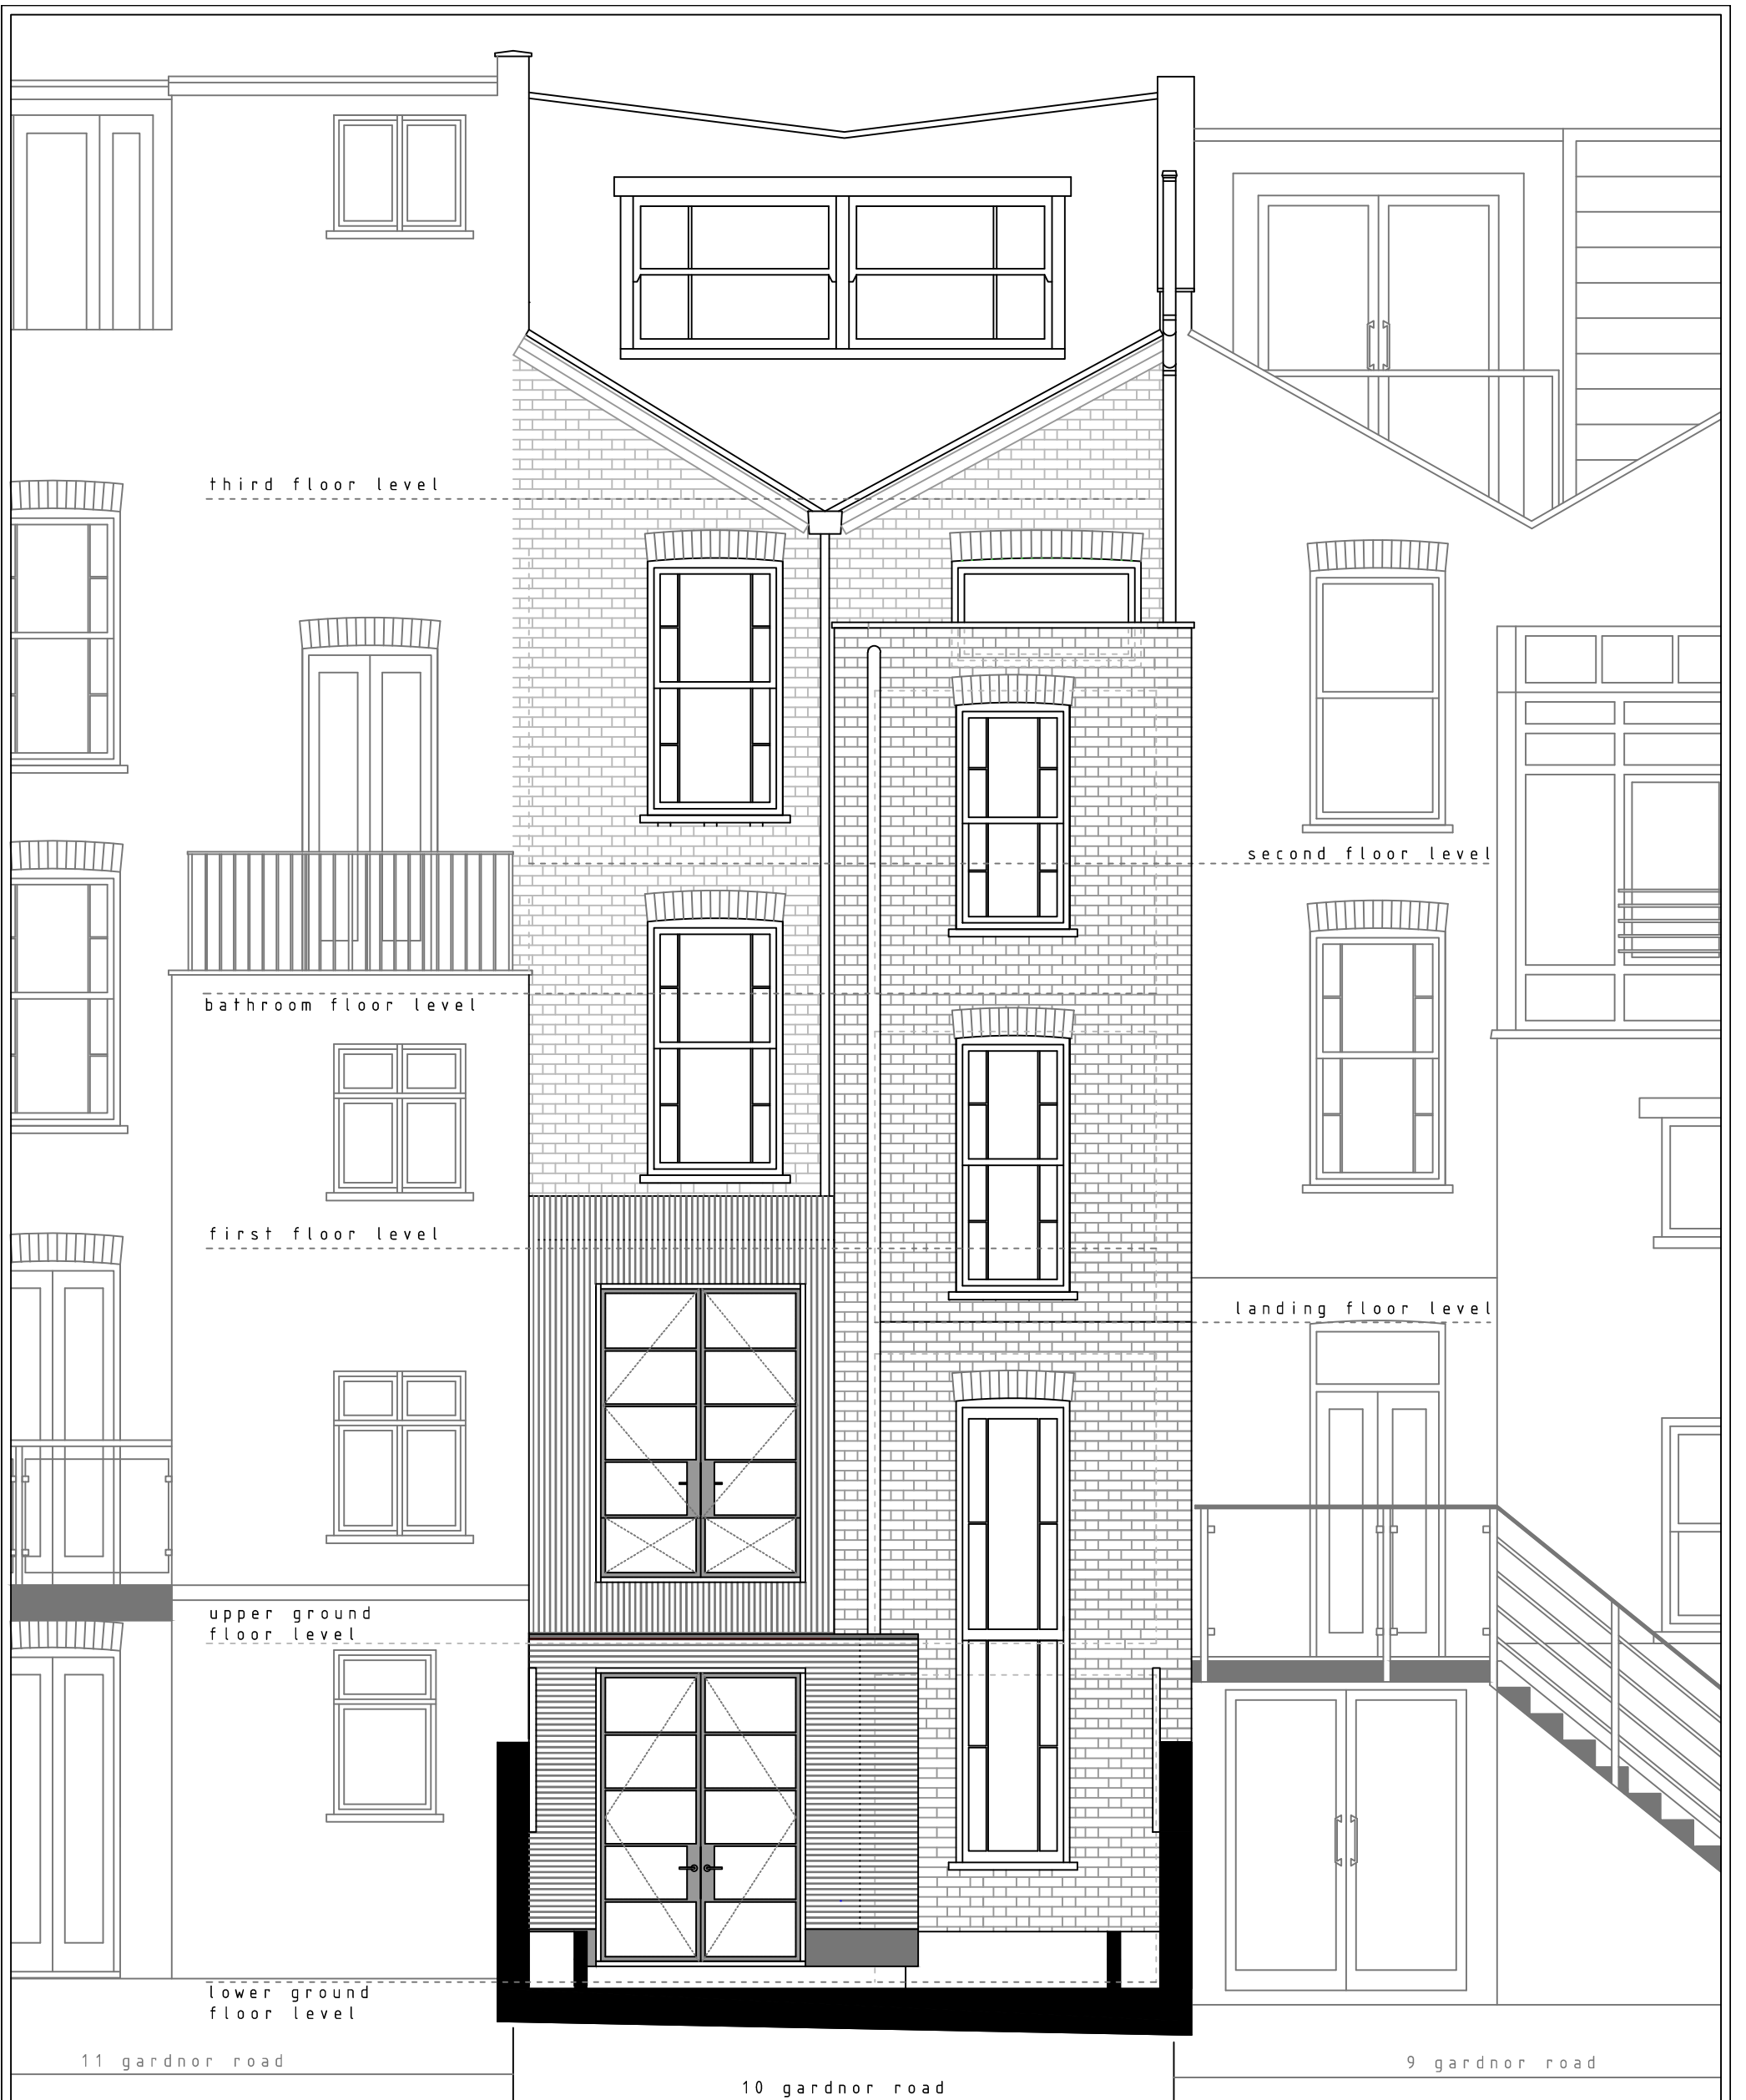 third floor level
second floor level
bathroom floor level
first floor level
landing floor level
upper ground
floor level
lower ground
floor level
11 gardnor road
9 gardnor road
10 gardnor road